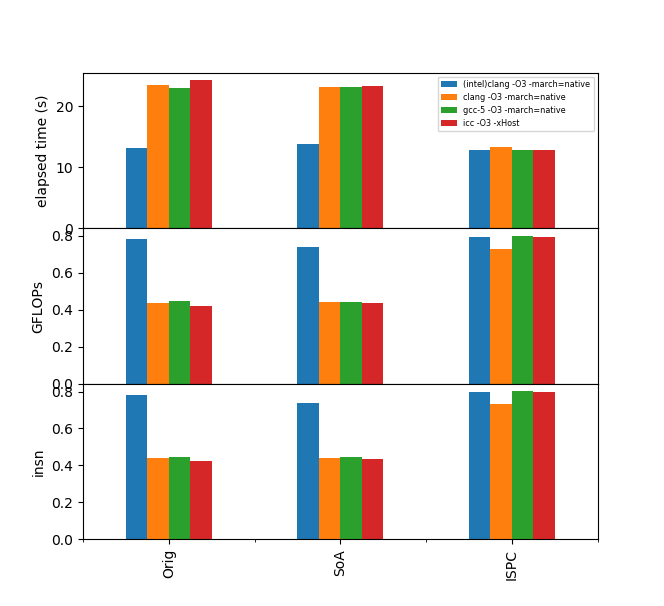 elapsed time (s)
20
10
0
(intel)clang -O3 -march=native
clang -O3 -march=native
gcc-5 -O3 -march=native
icc -O3 -xHost
GFLOPs
0.8
0.6
0.4
0.2
0.0
insn
0.8
0.6
0.4
0.2
0.0
Orig
SoA
ISPC